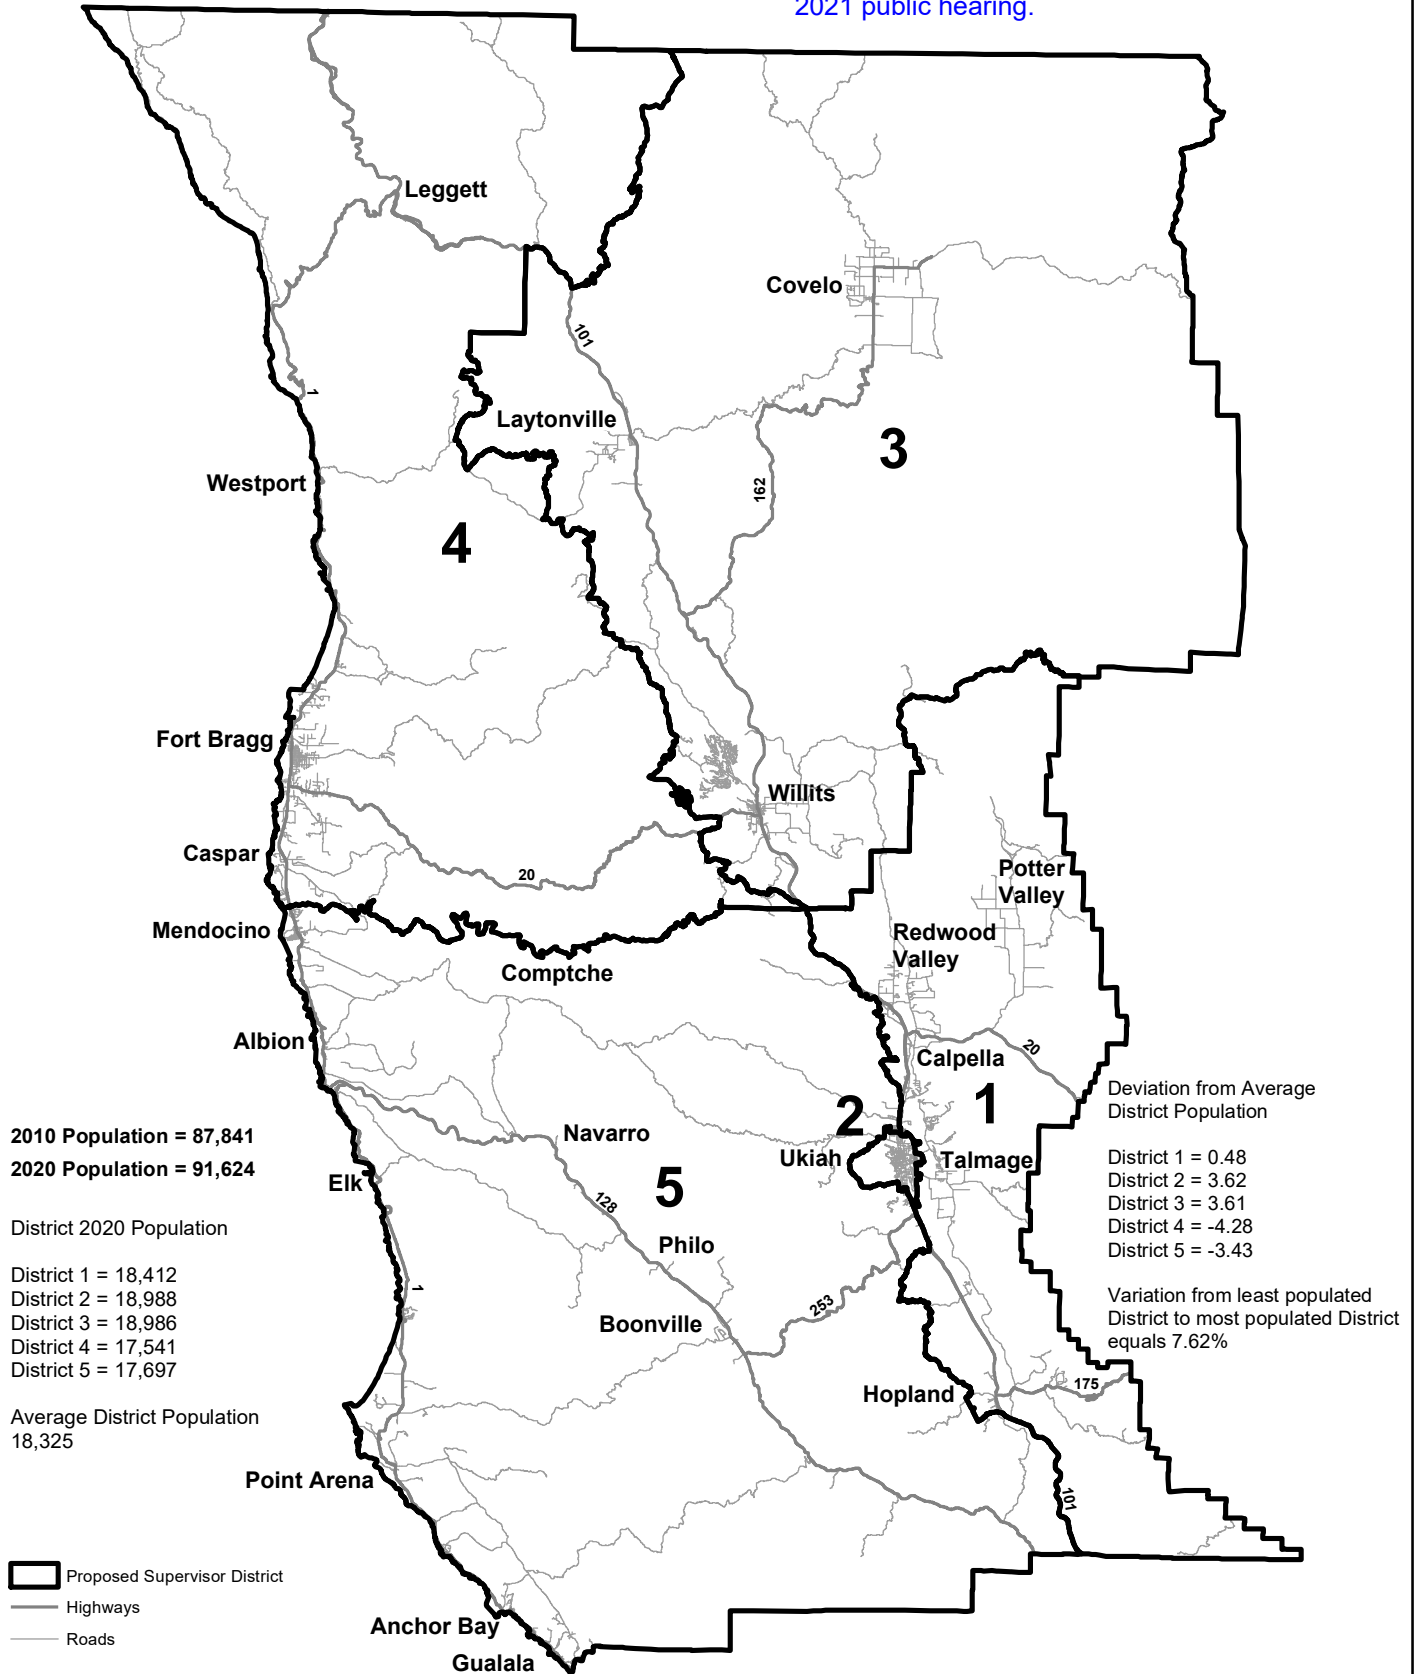 2021 public hearing.
Leggett
Covelo
101
1
Laytonville
3
Westport
162
4
Fort Bragg
Willits
Caspar
20
Potter
Valley
Mendocino
Redwood
Valley
Comptche
Albion
20
Calpella
1
2
Ukiah
Talmage
Navarro
5
Elk
128
Philo
1
253
Boonville
Hopland
175
Point Arena
101
Anchor Bay
Gualala
2010 Population = 87,841
2020 Population = 91,624
District 2020 Population
District 1 = 18,412
District 2 = 18,988
District 3 = 18,986
District 4 = 17,541
District 5 = 17,697
Average District Population
18,325
Deviation from Average
District Population
District 1 = 0.48
District 2 = 3.62
District 3 = 3.61
District 4 = -4.28
District 5 = -3.43
Variation from least populated
District to most populated District
equals 7.62%
Proposed Supervisor District
Highways
Roads